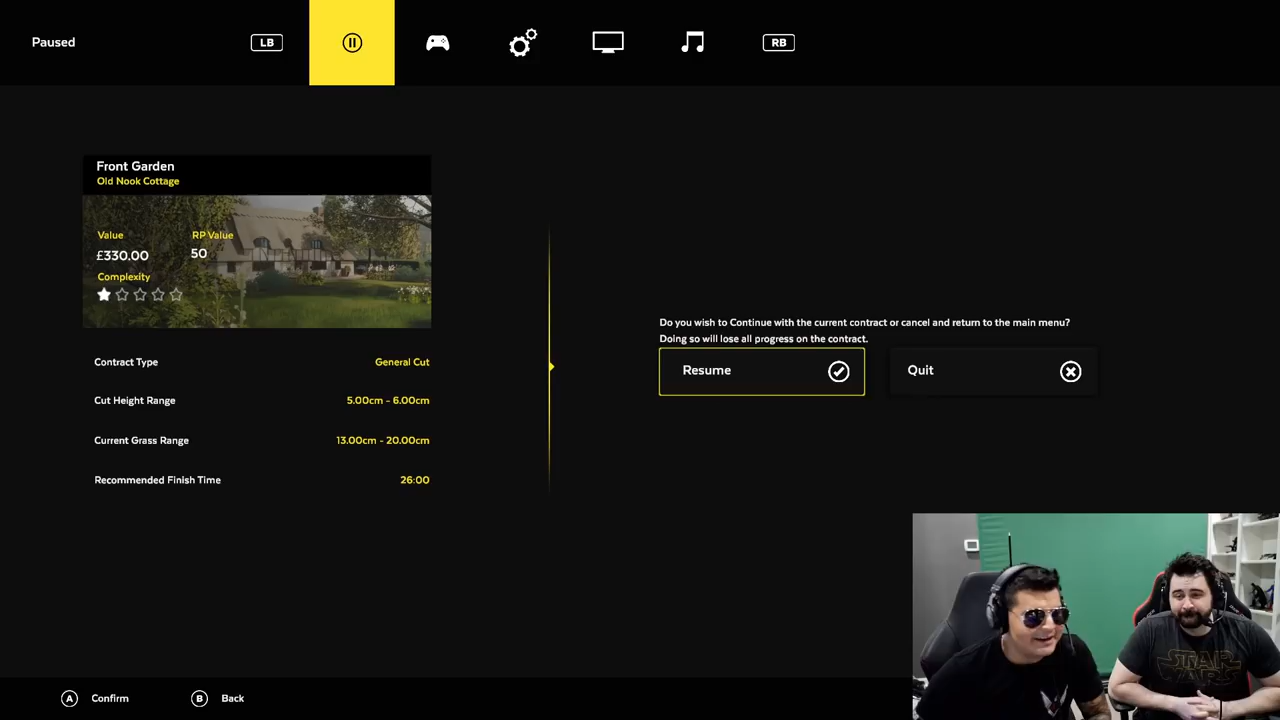 Paused
LB
RB
Front Garden
Old Nook Cottage
Value
RP Value
£330.00
50
Complexity
Contract Type
General Cut
Cut Height Range
5.00cm - 6.00cm
Current Grass Range
13.00cm - 20.00cm
Recommended Finish Time
26:00
Do you wish to Continue with the current contract or cancel and return to the main menu?
Doing so will lose all progress on the contract.
Resume
Quit
STAR
WARS
A
Confirm
B
Back